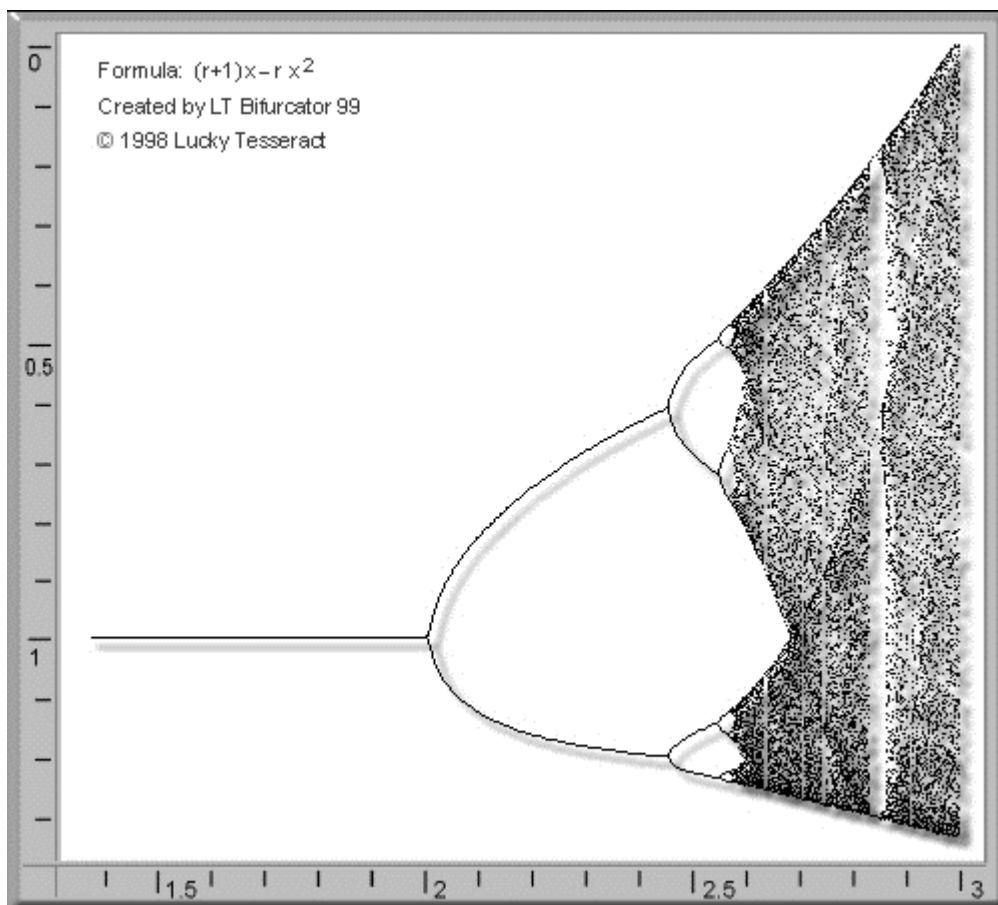 Formula: (r+1)x−r x²
Created by LT Bifurcator 99
© 1998 Lucky Tesseract
0
0.5
1
1.5
2
2.5
3